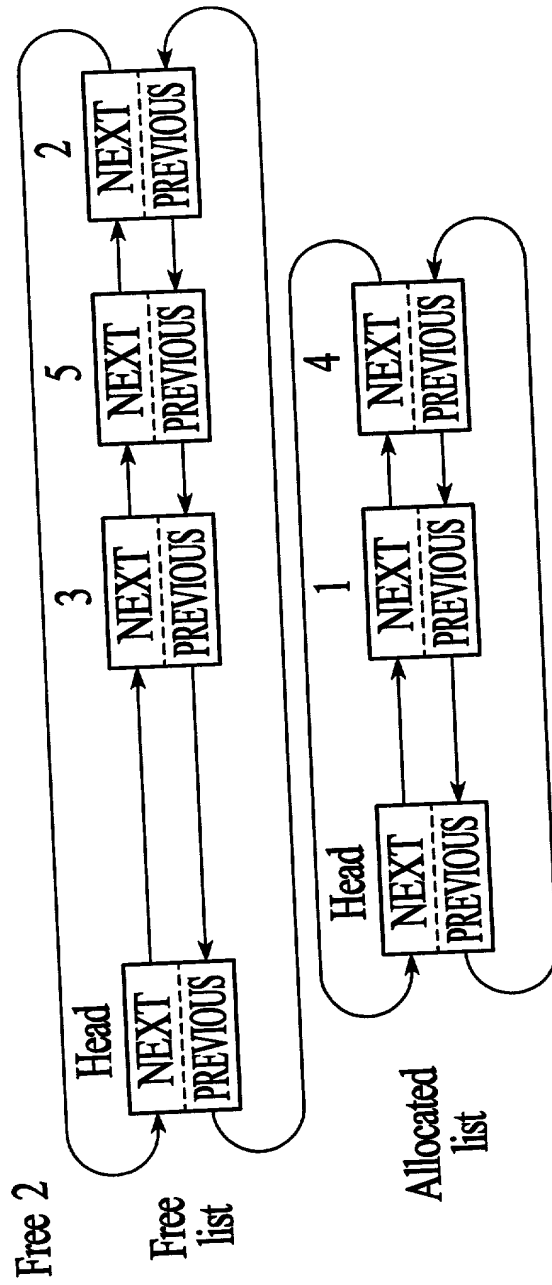 Free 2
Free
list
Head
NEXT
PREVIOUS
3
NEXT
PREVIOUS
5
NEXT
PREVIOUS
2
NEXT
PREVIOUS
Allocated
list
Head
NEXT
PREVIOUS
1
NEXT
PREVIOUS
4
NEXT
PREVIOUS